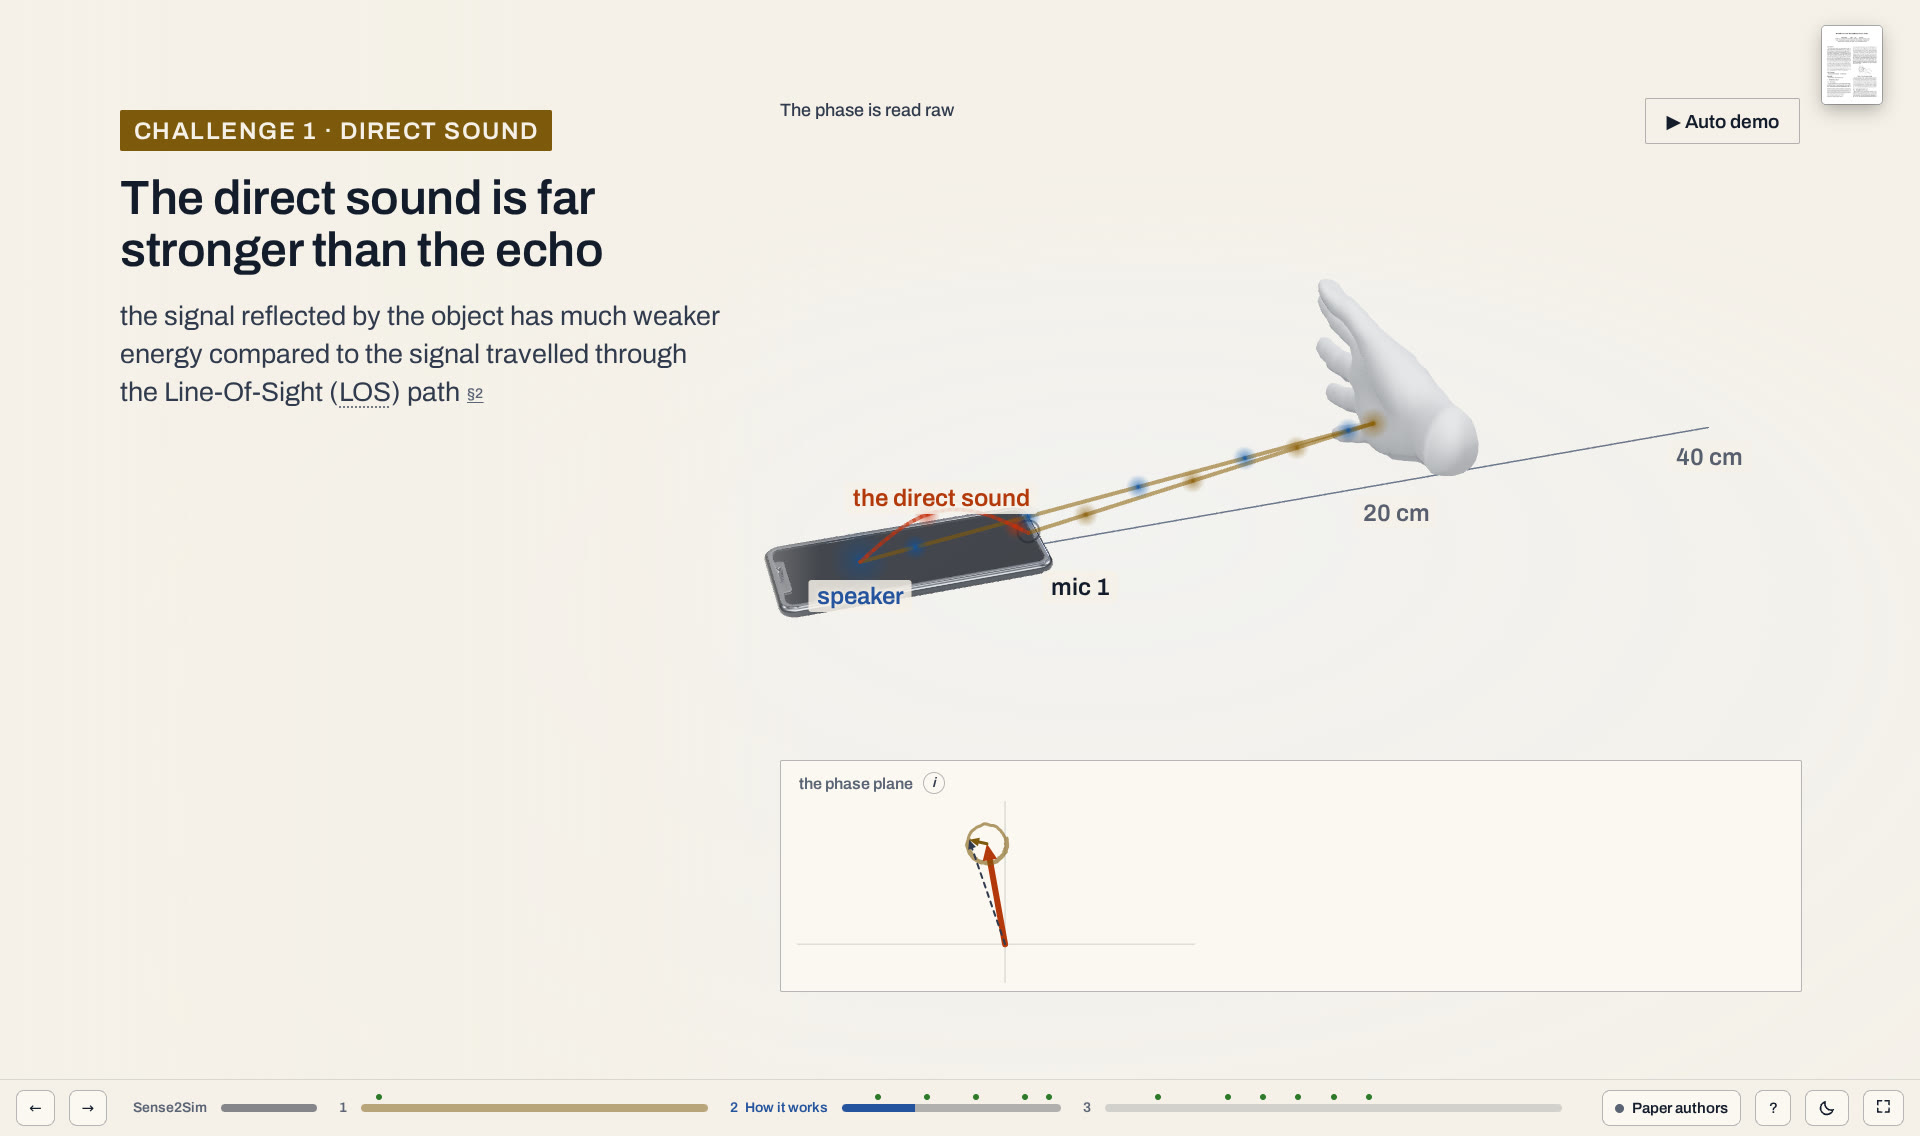 CHALLENGE 1 · DIRECT SOUND
The direct sound is far
stronger than the echo
the signal reflected by the object has much weaker
energy compared to the signal travelled through
the Line-Of-Sight (LOS) path §2
The phase is read raw
▶ Auto demo
40 cm
20 cm
the direct sound
mic 1
speaker
the phase plane i
← → Sense2Sim 1 2 How it works 3 Paper authors ?